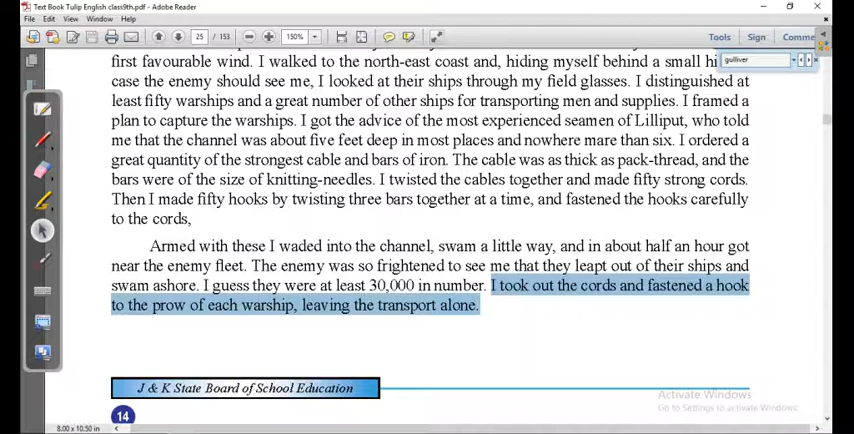 Text Book Tulip English class9th.pdf - Adobe Reader
File Edit View Window Help
25 / 153 150% Tools Sign Comme
gulliver
first favourable wind. I walked to the north-east coast and, hiding myself behind a small hi
case the enemy should see me, I looked at their ships through my field glasses. I distinguished at
least fifty warships and a great number of other ships for transporting men and supplies. I framed a
plan to capture the warships. I got the advice of the most experienced seamen of Lilliput, who told
me that the channel was about five feet deep in most places and nowhere mare than six. I ordered a
great quantity of the strongest cable and bars of iron. The cable was as thick as pack-thread, and the
bars were of the size of knitting-needles. I twisted the cables together and made fifty strong cords.
Then I made fifty hooks by twisting three bars together at a time, and fastened the hooks carefully
to the cords,
Armed with these I waded into the channel, swam a little way, and in about half an hour got
near the enemy fleet. The enemy was so frightened to see me that they leapt out of their ships and
swam ashore. I guess they were at least 30,000 in number. I took out the cords and fastened a hook
to the prow of each warship, leaving the transport alone.
J & K State Board of School Education
Activate Windows
Go to Settings to activate Windows.
14
8.00 x 10.50 in